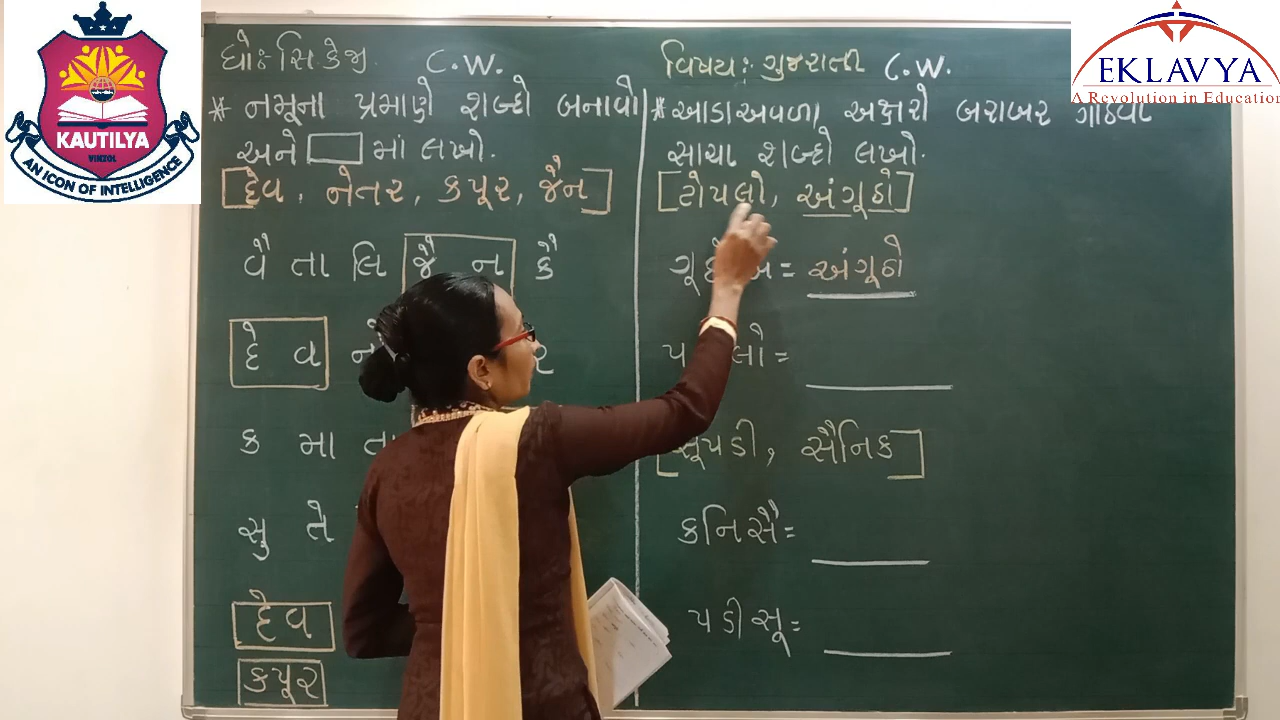 KAUTILYA
VINZOL
AN ICON OF INTELLIGENCE
EKLAVYA
A Revolution in Education
ધોઃસિકેજી. C.W.
* નમૂના પ્રમાણે શબ્દો બનાવો
અને માં લખો.
[દેવ, નેતર, કપૂર, જૈન]
વૈ તા લિ જૈ ન કૈ
દે વ
ક મા
સુ તે
દેવ
કપૂર
વિષયઃ ગુજરાતી C.W.
* આડાઅવળા અક્ષરો બરાબર ગોઠવી
સાચા શબ્દો લખો.
[ટોપલો, અંગૂઠો]
= અંગૂઠો
[સૂપડી, સૈનિક]
કનિસૈ =
પડીસૂ =